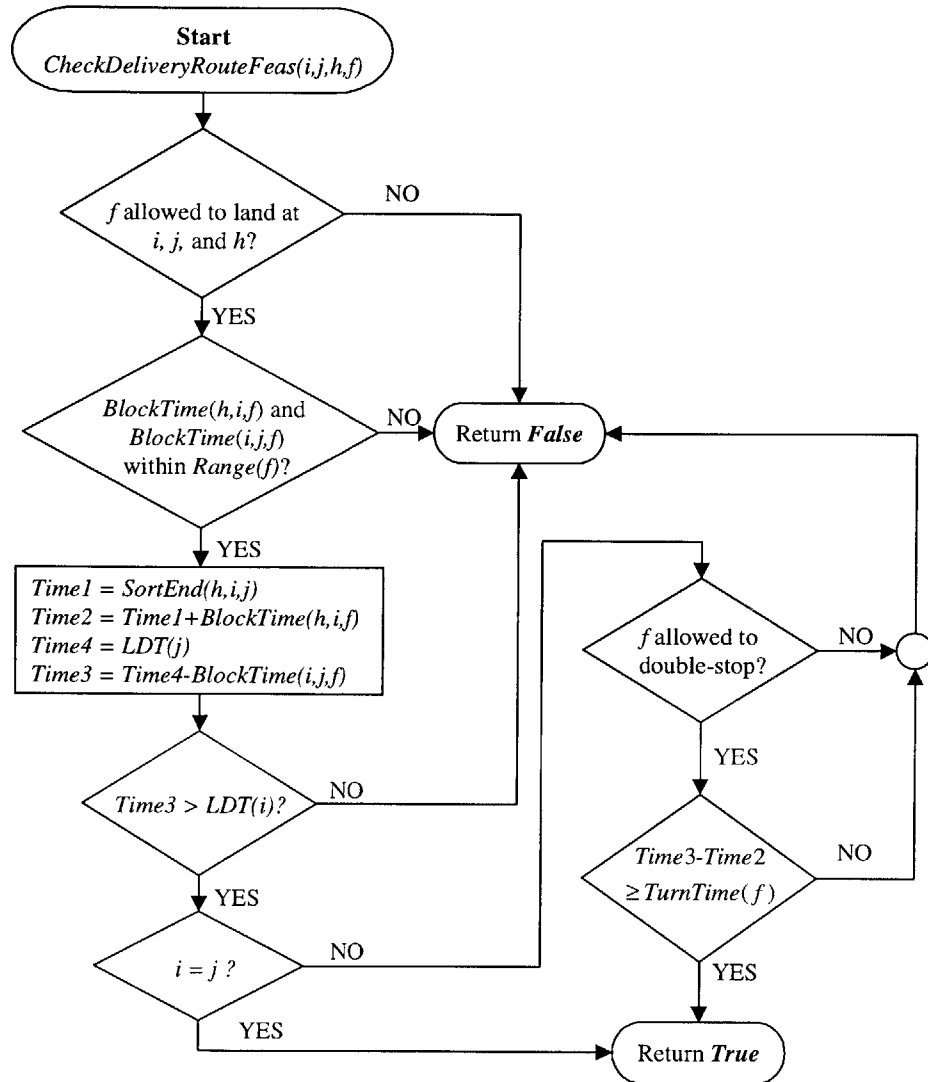 Start
CheckDeliveryRouteFeas(i,j,h,f)
f allowed to land at
i, j, and h?
NO
YES
BlockTime(h,i,f) and
BlockTime(i,j,f)
within Range(f)?
NO
Return False
YES
Time1 = SortEnd(h,i,j)
Time2 = Time1+BlockTime(h,i,f)
Time4 = LDT(j)
Time3 = Time4-BlockTime(i,j,f)
f allowed to
double-stop?
NO
YES
Time3 > LDT(i)?
NO
YES
Time3-Time2
≥TurnTime(f)
NO
YES
i = j ?
NO
YES
Return True